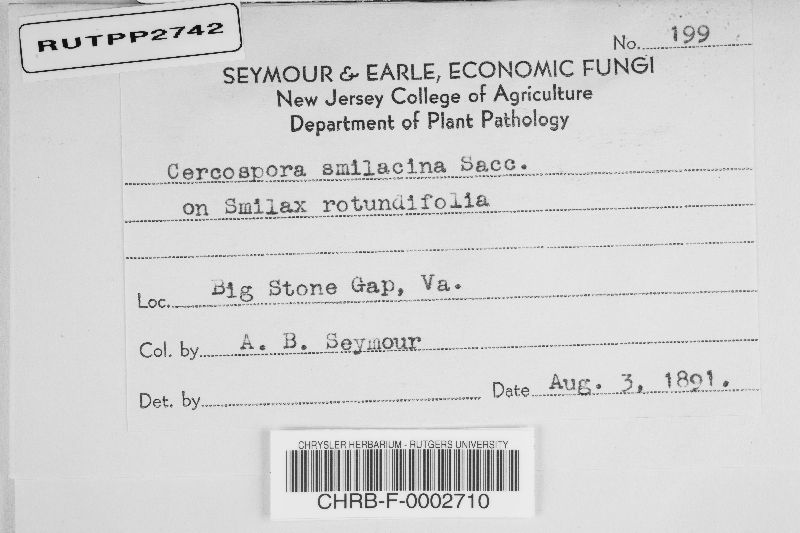 RUTPP2742
No. 199
SEYMOUR & EARLE, ECONOMIC FUNGI
New Jersey College of Agriculture
Department of Plant Pathology
Cercospora smilacina Sacc.
on Smilax rotundifolia
Loc. Big Stone Gap, Va.
Col. by A. B. Seymour
Det. by
Date Aug. 3, 1891.
CHRYSLER HERBARIUM - RUTGERS UNIVERSITY
CHRB-F-0002710